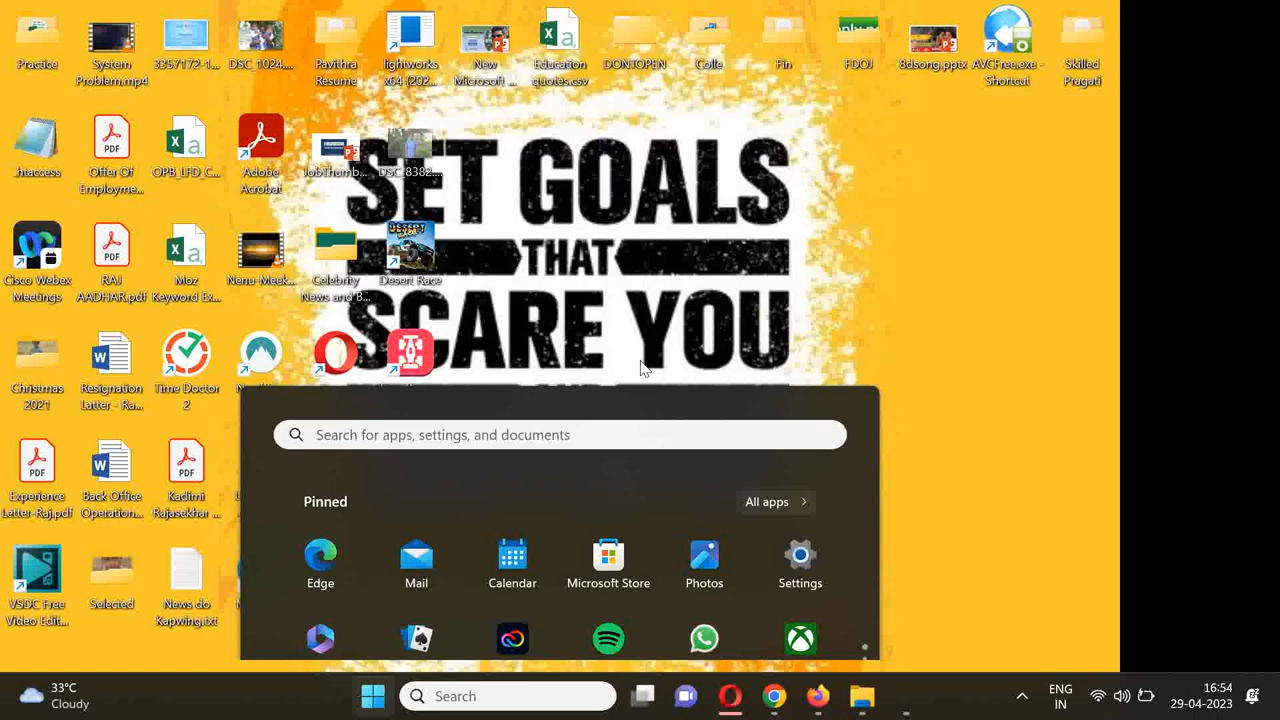 Practice
System Problem.mp4
3357172-1...
DSC_1024....
Pavithra Resume
lightworks x64 (202...
New Microsoft ...
Education quotes.csv
DONTOPEN
Colle
Fin
FDOJ
8dsong.pptx
AVCFree.exe - Shortcut
Skilled Pragati
.htaccess
Offer Of Employme...
OPB_LFD_C...
Adobe Acrobat
JobThumb...
DSC_8382....
SET GOALS
THAT
SCARE YOU
Cisco Webex Meetings
RAJ AADHAR.pdf
Moz Keyword Ex...
Nenu-Meek...
Celebrity News and B...
Desert Race
Christmas 2021
Resignation Latter - Ra...
Time Doctor 2
Search for apps, settings, and documents
Experience Letter-Raj.pdf
Back Office Operation...
Kadimi Rajasekhar ...
Pinned
All apps
Edge
Mail
Calendar
Microsoft Store
Photos
Settings
VSDC Free Video Edit...
Selected
News do Kapwing.txt
33°C
Cloudy
Search
ENG
IN
16:54
29-04-2023